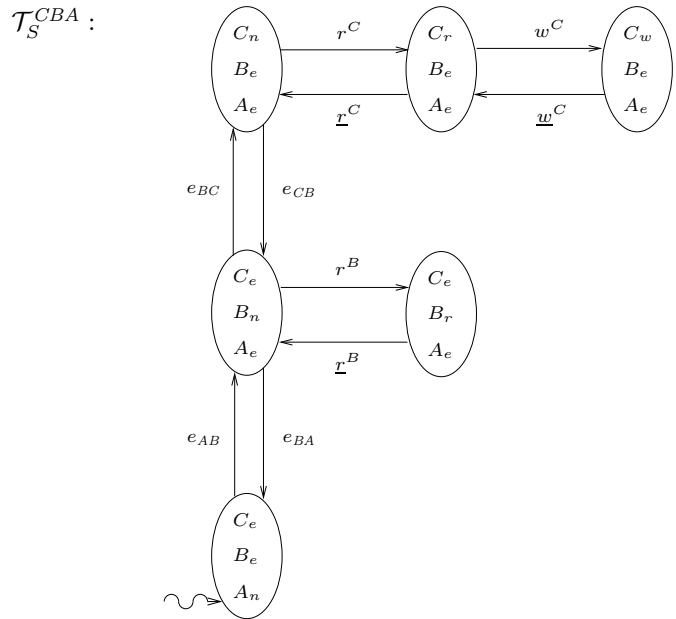 𝒯_S^{CBA} :
C_n r^C C_r w^C C_w
B_e B_e B_e
A_e r̲^C A_e w̲^C A_e
e_{BC} e_{CB}
C_e r^B C_e
B_n B_r
A_e r̲^B A_e
e_{AB} e_{BA}
C_e
B_e
A_n